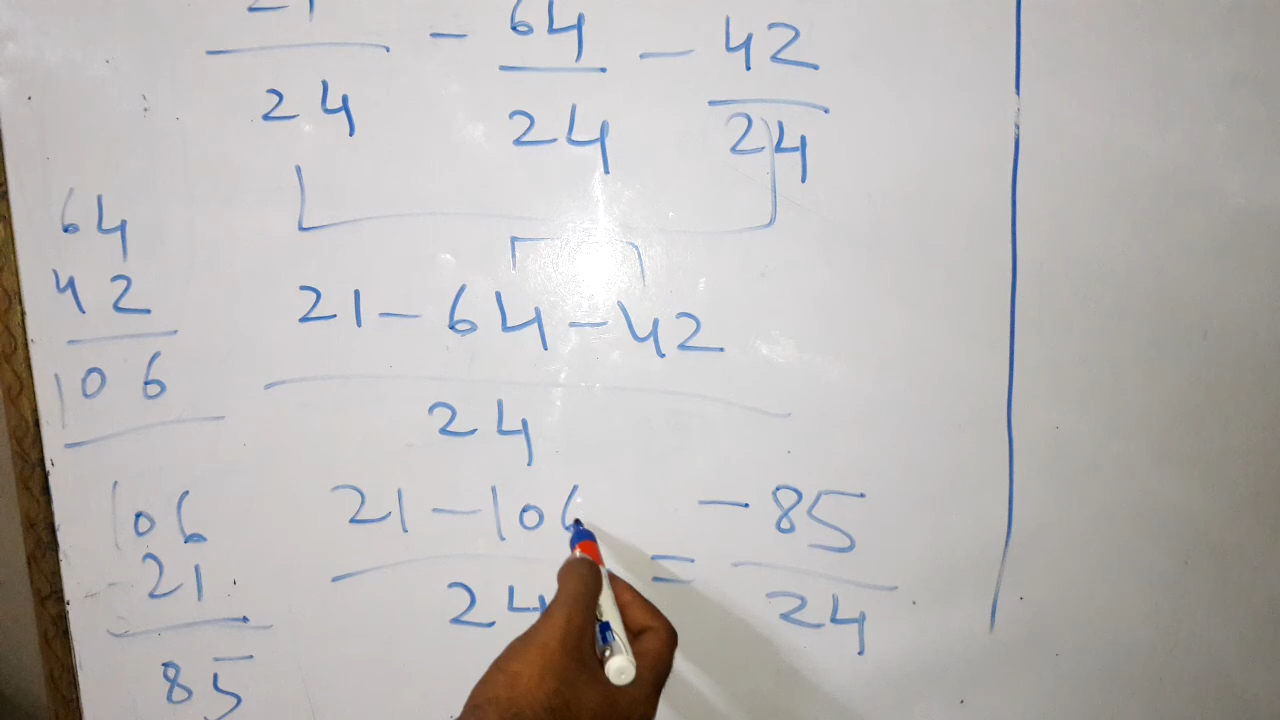 21 - 64 - 42
24 24 24
64
42
106
21 - 64 - 42
24
106
- 21
85
21 - 106 = - 85
24 24